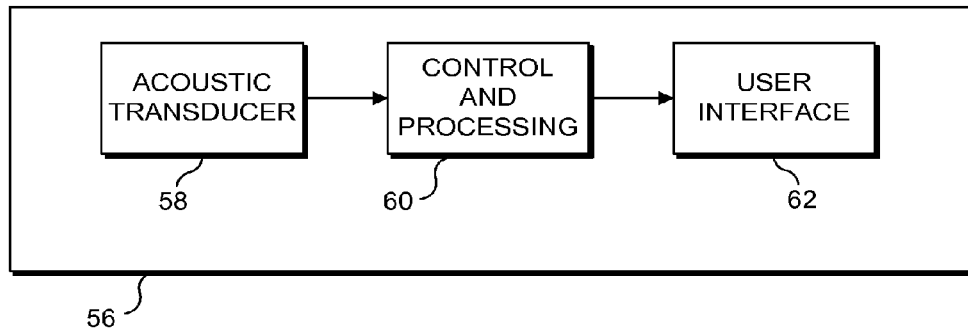 ACOUSTIC
TRANSDUCER
CONTROL
AND
PROCESSING
USER
INTERFACE
58
60
62
56